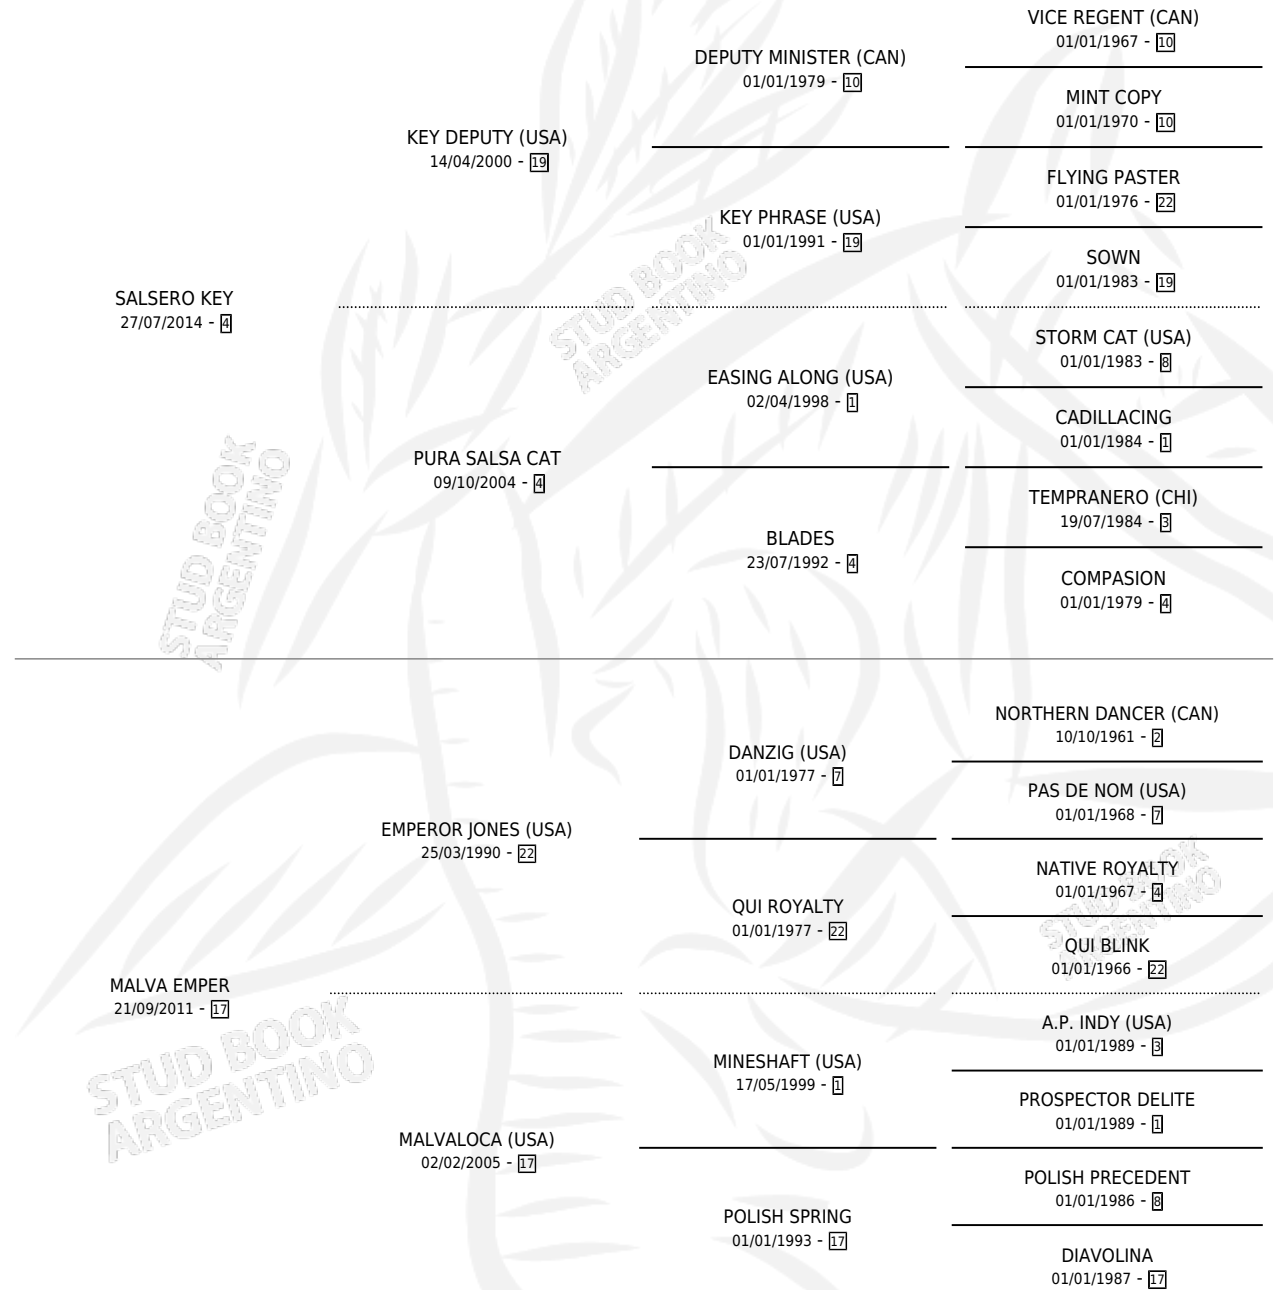 VICE REGENT (CAN)
01/01/1967 - 10
DEPUTY MINISTER (CAN)
01/01/1979 - 10
MINT COPY
01/01/1970 - 10
KEY DEPUTY (USA)
14/04/2000 - 19
FLYING PASTER
01/01/1976 - 22
KEY PHRASE (USA)
01/01/1991 - 19
SOWN
01/01/1983 - 19
SALSERO KEY
27/07/2014 - 4
STORM CAT (USA)
01/01/1983 - 8
EASING ALONG (USA)
02/04/1998 - 1
CADILLACING
01/01/1984 - 1
PURA SALSA CAT
09/10/2004 - 4
TEMPRANERO (CHI)
19/07/1984 - 3
BLADES
23/07/1992 - 4
COMPASION
01/01/1979 - 4
NORTHERN DANCER (CAN)
10/10/1961 - 2
DANZIG (USA)
01/01/1977 - 7
PAS DE NOM (USA)
01/01/1968 - 7
EMPEROR JONES (USA)
25/03/1990 - 22
NATIVE ROYALTY
01/01/1967 - 4
QUI ROYALTY
01/01/1977 - 22
QUI BLINK
01/01/1966 - 22
MALVA EMPER
21/09/2011 - 17
A.P. INDY (USA)
01/01/1989 - 3
MINESHAFT (USA)
17/05/1999 - 1
PROSPECTOR DELITE
01/01/1989 - 1
MALVALOCA (USA)
02/02/2005 - 17
POLISH PRECEDENT
01/01/1986 - 8
POLISH SPRING
01/01/1993 - 17
DIAVOLINA
01/01/1987 - 17
STUD BOOK
ARGENTINO
STUD BOOK
ARGENTINO
STUD BOOK
ARGENTINO
STUD BOOK
ARGENTINO